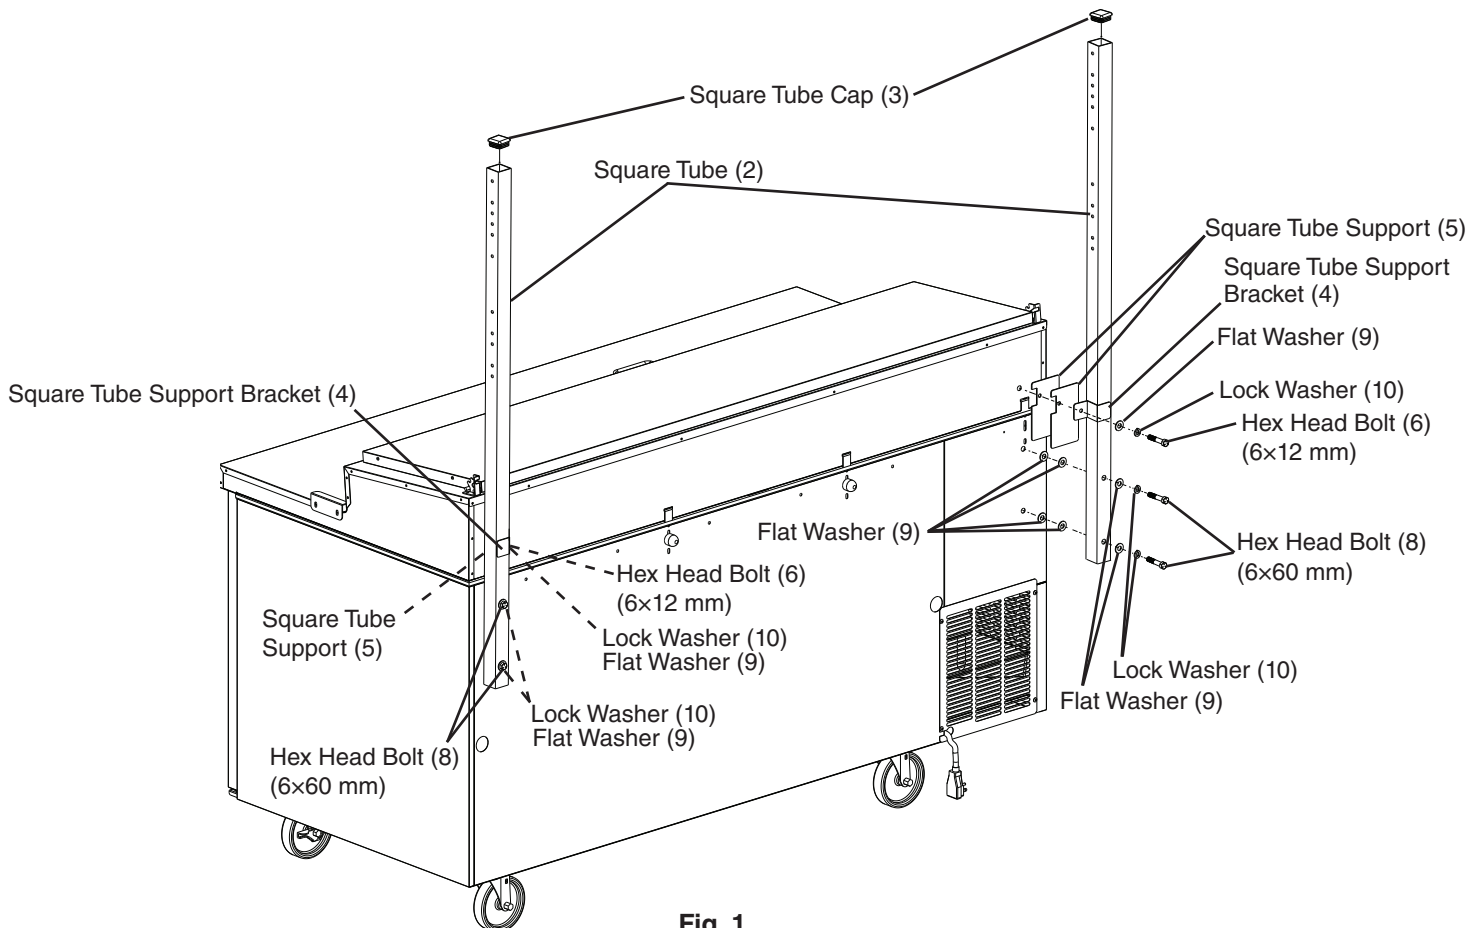 Square Tube Cap (3)
Square Tube (2)
Square Tube Support (5)
Square Tube Support
Bracket (4)
Flat Washer (9)
Lock Washer (10)
Hex Head Bolt (6)
(6×12 mm)
Square Tube Support Bracket (4)
Flat Washer (9)
Hex Head Bolt (8)
(6×60 mm)
Hex Head Bolt (6)
(6×12 mm)
Square Tube
Support (5)
Lock Washer (10)
Flat Washer (9)
Lock Washer (10)
Flat Washer (9)
Lock Washer (10)
Flat Washer (9)
Hex Head Bolt (8)
(6×60 mm)
Fig. 1